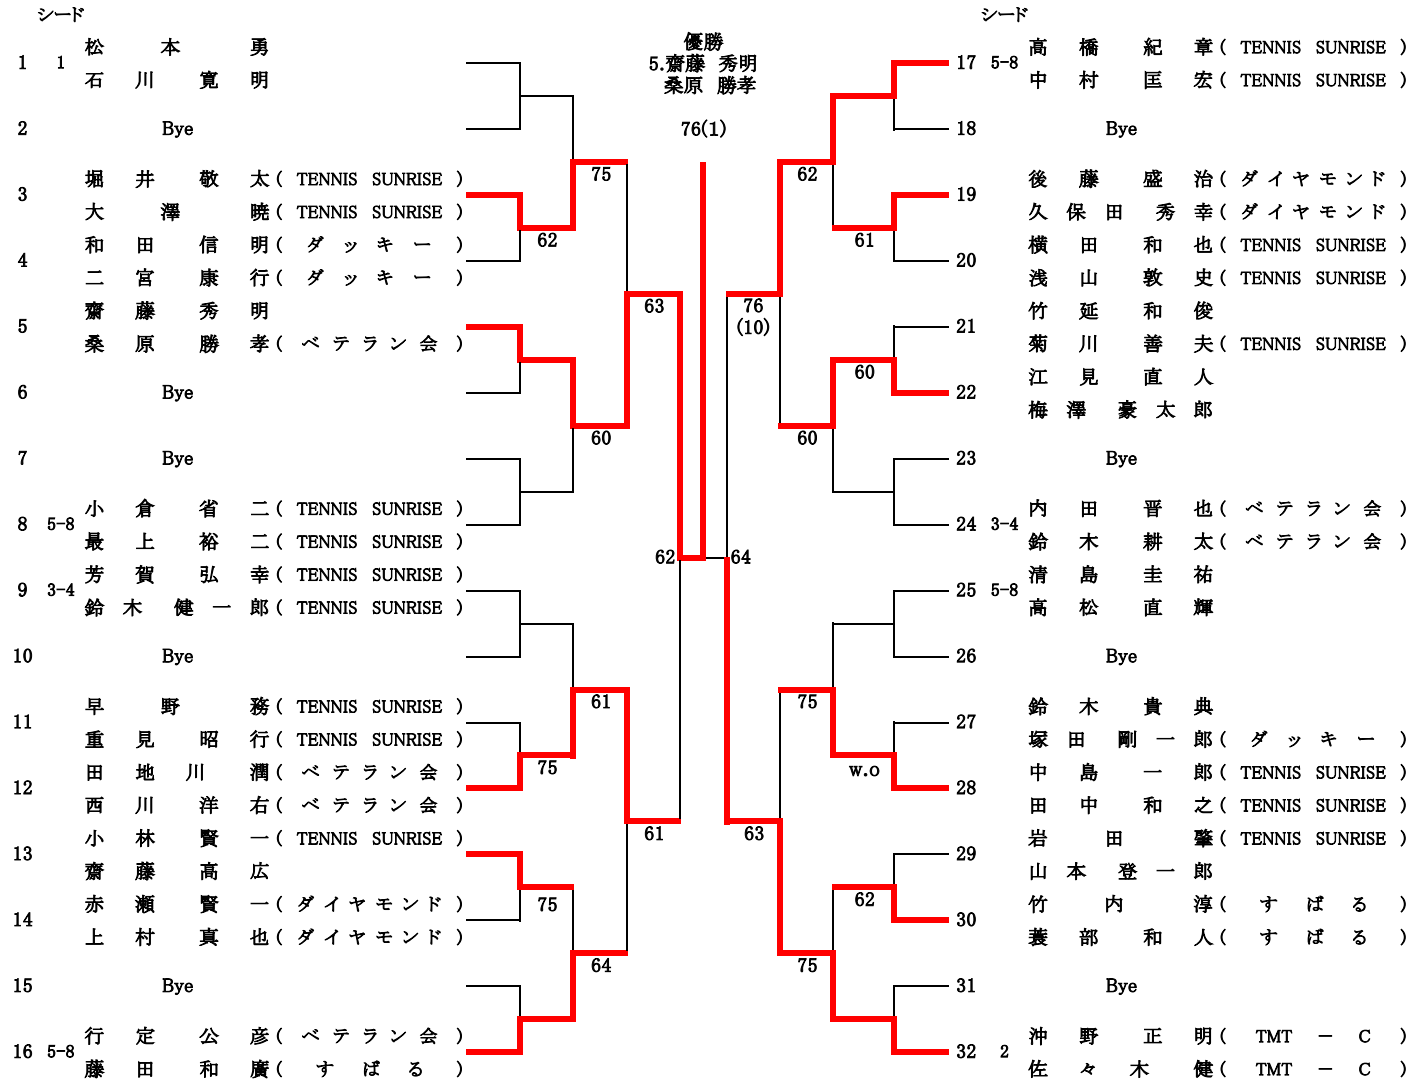 シード
1 1 松本 勇
石川 寛明
2 Bye
3 堀井 敬太 ( TENNIS SUNRISE )
大澤 暁 ( TENNIS SUNRISE )
4 和田 信明 ( ダッキー )
二宮 康行 ( ダッキー )
5 齋藤 秀明
桑原 勝孝 ( ベテラン会 )
6 Bye
7 Bye
8 5-8 小倉 省二 ( TENNIS SUNRISE )
最上 裕二 ( TENNIS SUNRISE )
9 3-4 芳賀 弘幸 ( TENNIS SUNRISE )
鈴木 健一郎 ( TENNIS SUNRISE )
10 Bye
11 早野 務 ( TENNIS SUNRISE )
重見 昭行 ( TENNIS SUNRISE )
12 田地川 潤 ( ベテラン会 )
西川 洋右 ( ベテラン会 )
13 小林 賢一 ( TENNIS SUNRISE )
齋藤 高広
14 赤瀬 賢一 ( ダイヤモンド )
上村 真也 ( ダイヤモンド )
15 Bye
16 5-8 行定 公彦 ( ベテラン会 )
藤田 和廣 ( すばる )
62
75
75
75
60
61
64
63
61
62
優勝
5.齋藤 秀明
桑原 勝孝
76(1)
64
76
(10)
63
62
60
75
75
61
60
w.o
62
シード
17 5-8 高橋 紀章 ( TENNIS SUNRISE )
中村 匡宏 ( TENNIS SUNRISE )
18 Bye
19 後藤 盛治 ( ダイヤモンド )
久保田 秀幸 ( ダイヤモンド )
20 横田 和也 ( TENNIS SUNRISE )
浅山 敦史 ( TENNIS SUNRISE )
21 竹延 和俊
菊川 善夫 ( TENNIS SUNRISE )
22 江見 直人
梅澤 豪太郎
23 Bye
24 3-4 内田 晋也 ( ベテラン会 )
鈴木 耕太 ( ベテラン会 )
25 5-8 清島 圭祐
高松 直輝
26 Bye
27 鈴木 貴典
塚田 剛一郎 ( ダッキー )
28 中島 一郎 ( TENNIS SUNRISE )
田中 和之 ( TENNIS SUNRISE )
29 岩田 肇 ( TENNIS SUNRISE )
山本 登一郎
30 竹内 淳 ( すばる )
蓑部 和人 ( すばる )
31 Bye
32 2 沖野 正明 ( TMT － C )
佐々木 健 ( TMT － C )